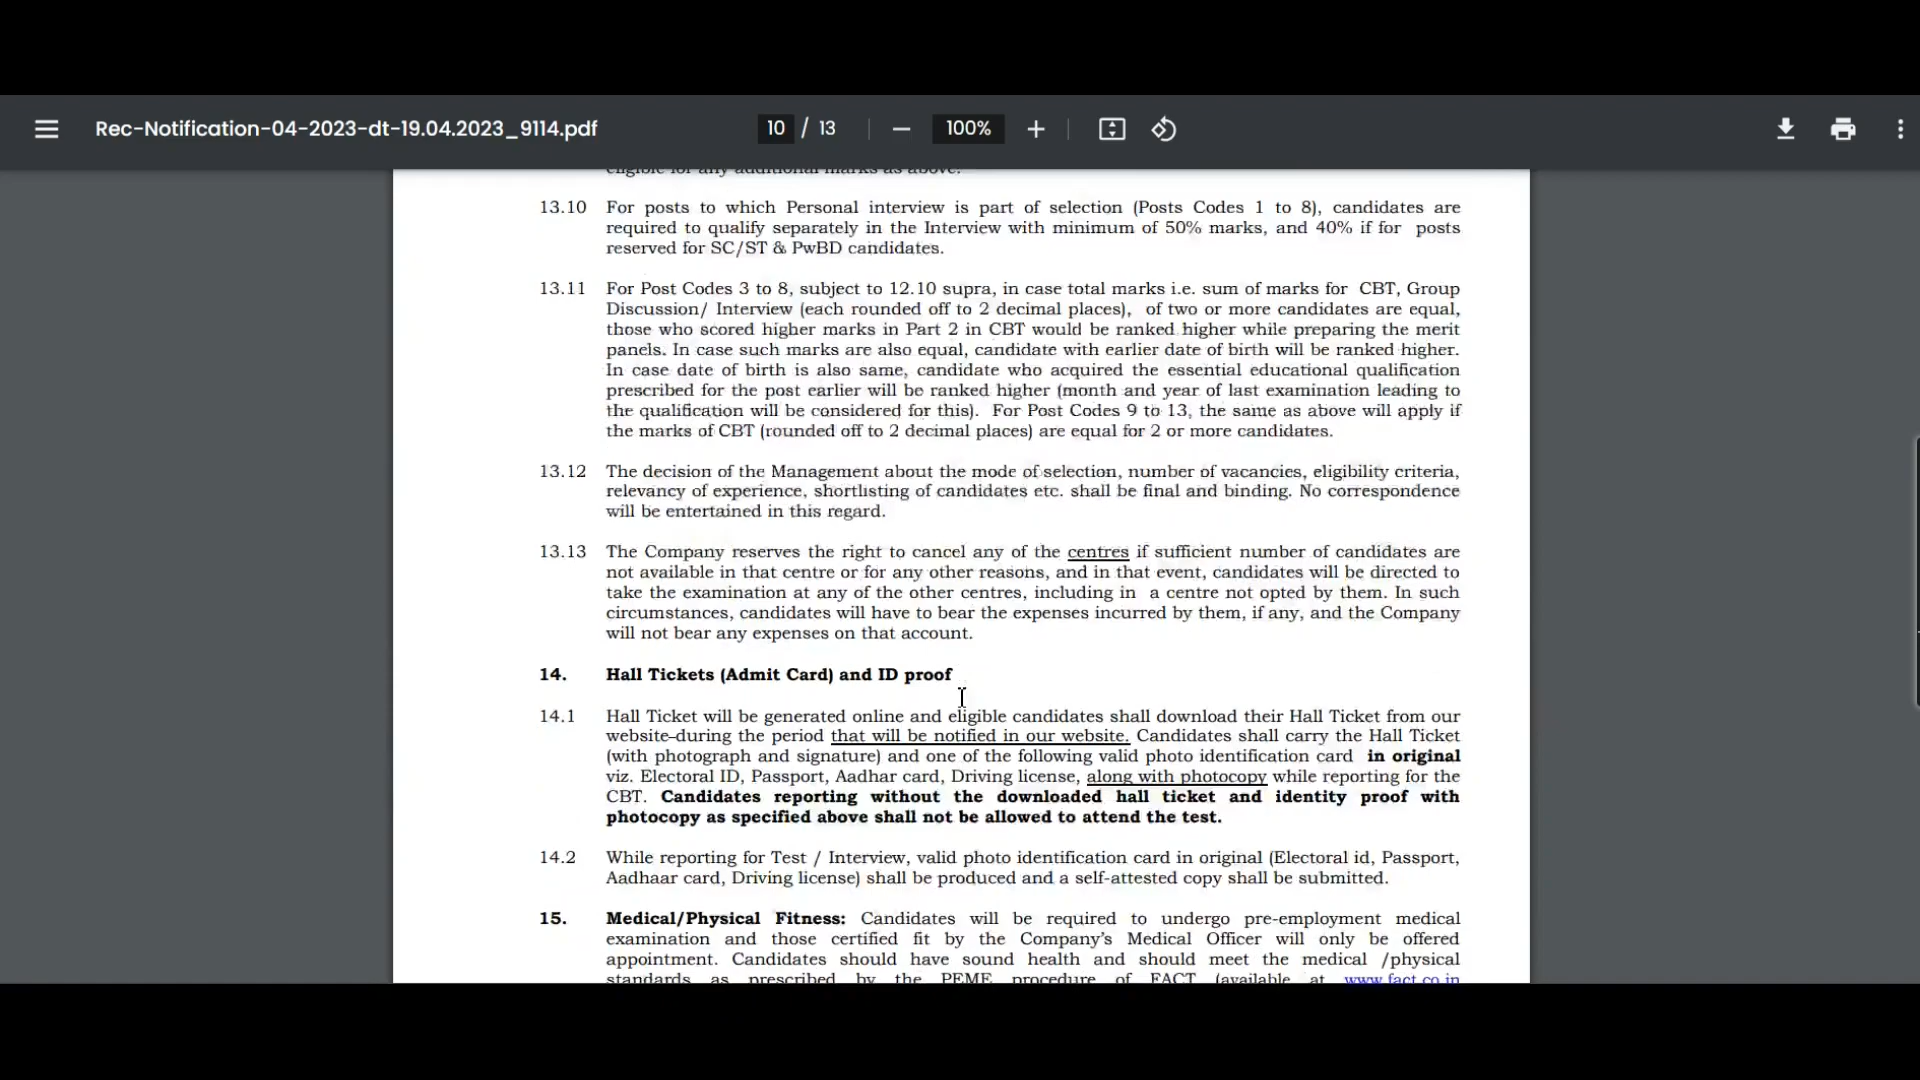 Rec-Notification-04-2023-dt-19.04.2023_9114.pdf
10 / 13
100%
eligible for any additional marks as above.
13.10 For posts to which Personal interview is part of selection (Posts Codes 1 to 8), candidates are
required to qualify separately in the Interview with minimum of 50% marks, and 40% if for posts
reserved for SC/ST & PwBD candidates.
13.11 For Post Codes 3 to 8, subject to 12.10 supra, in case total marks i.e. sum of marks for CBT, Group
Discussion/ Interview (each rounded off to 2 decimal places), of two or more candidates are equal,
those who scored higher marks in Part 2 in CBT would be ranked higher while preparing the merit
panels. In case such marks are also equal, candidate with earlier date of birth will be ranked higher.
In case date of birth is also same, candidate who acquired the essential educational qualification
prescribed for the post earlier will be ranked higher (month and year of last examination leading to
the qualification will be considered for this). For Post Codes 9 to 13, the same as above will apply if
the marks of CBT (rounded off to 2 decimal places) are equal for 2 or more candidates.
13.12 The decision of the Management about the mode of selection, number of vacancies, eligibility criteria,
relevancy of experience, shortlisting of candidates etc. shall be final and binding. No correspondence
will be entertained in this regard.
13.13 The Company reserves the right to cancel any of the centres if sufficient number of candidates are
not available in that centre or for any other reasons, and in that event, candidates will be directed to
take the examination at any of the other centres, including in a centre not opted by them. In such
circumstances, candidates will have to bear the expenses incurred by them, if any, and the Company
will not bear any expenses on that account.
14. Hall Tickets (Admit Card) and ID proof
14.1 Hall Ticket will be generated online and eligible candidates shall download their Hall Ticket from our
website-during the period that will be notified in our website. Candidates shall carry the Hall Ticket
(with photograph and signature) and one of the following valid photo identification card in original
viz. Electoral ID, Passport, Aadhar card, Driving license, along with photocopy while reporting for the
CBT. Candidates reporting without the downloaded hall ticket and identity proof with
photocopy as specified above shall not be allowed to attend the test.
14.2 While reporting for Test / Interview, valid photo identification card in original (Electoral id, Passport,
Aadhaar card, Driving license) shall be produced and a self-attested copy shall be submitted.
15. Medical/Physical Fitness: Candidates will be required to undergo pre-employment medical
examination and those certified fit by the Company's Medical Officer will only be offered
appointment. Candidates should have sound health and should meet the medical /physical
standards as prescribed by the PEME procedure of FACT (available at www.fact.co.in